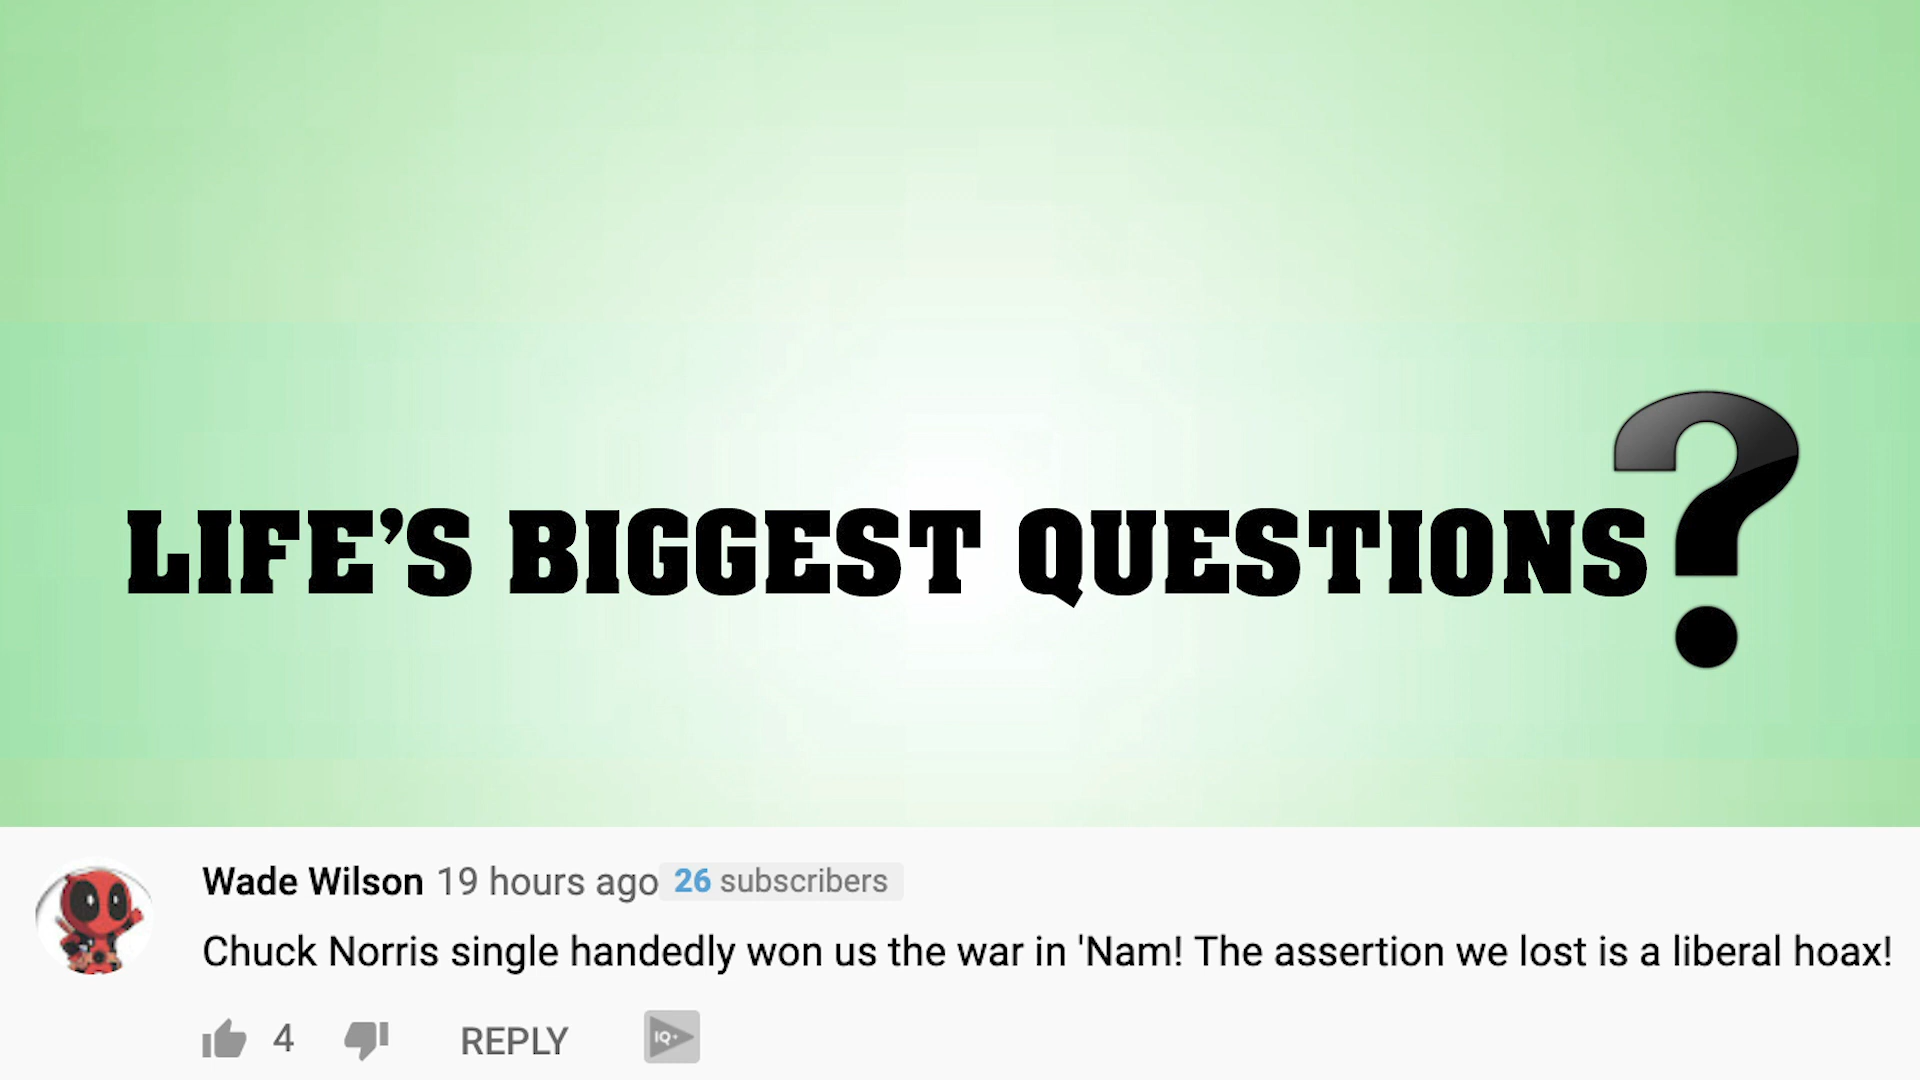 LIFE’S BIGGEST QUESTIONS?
Wade Wilson 19 hours ago 26 subscribers
Chuck Norris single handedly won us the war in 'Nam! The assertion we lost is a liberal hoax!
4 REPLY IQ+